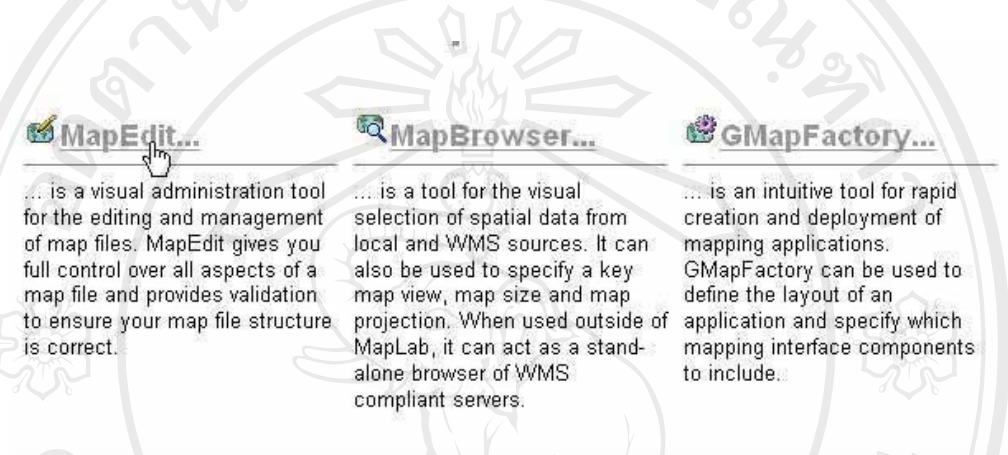 MapEdit...
... is a visual administration tool
for the editing and management
of map files. MapEdit gives you
full control over all aspects of a
map file and provides validation
to ensure your map file structure
is correct.
MapBrowser...
... is a tool for the visual
selection of spatial data from
local and WMS sources. It can
also be used to specify a key
map view, map size and map
projection. When used outside of
MapLab, it can act as a stand-
alone browser of WMS
compliant servers.
GMapFactory...
... is an intuitive tool for rapid
creation and deployment of
mapping applications.
GMapFactory can be used to
define the layout of an
application and specify which
mapping interface components
to include.